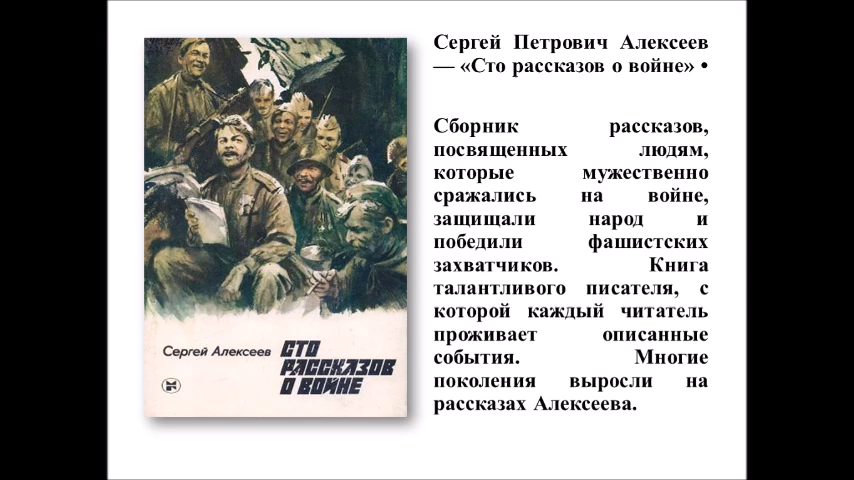 Сергей Петрович Алексеев
— «Сто рассказов о войне» •
Сборник рассказов,
посвященных людям,
которые мужественно
сражались на войне,
защищали народ и
победили фашистских
захватчиков. Книга
талантливого писателя, с
которой каждый читатель
проживает описанные
события. Многие
поколения выросли на
рассказах Алексеева.
Сергей Алексеев
СТО
РАССКАЗОВ
О ВОЙНЕ